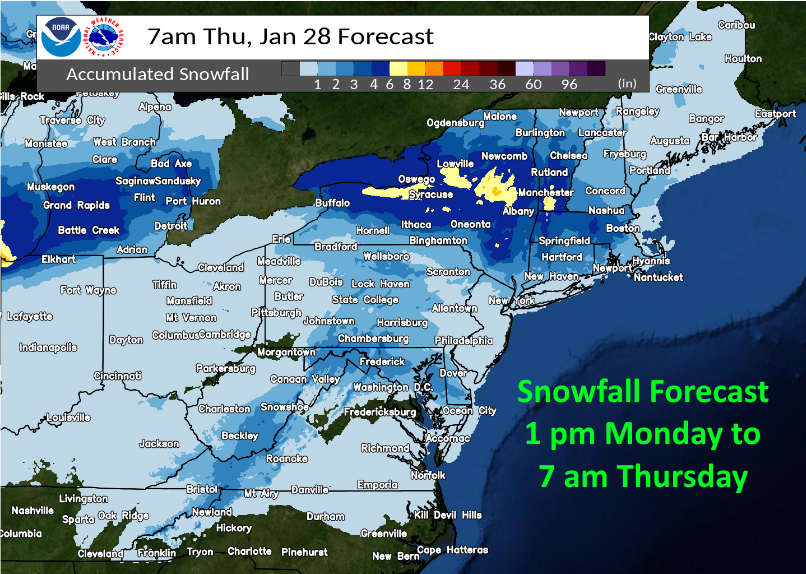 NOAA
NATIONAL WEATHER SERVICE
7am Thu, Jan 28 Forecast
Accumulated Snowfall
1 2 3 4 6 8 12 24 36 60 96 (in)
Caribou
Clayton Lake
Houlton
Petoskey
Greenville
Alpena
Malone
Newport
Rangeley
Eastport
Traverse City
Ogdensburg
Bangor
Burlington
Lancaster
Bar Harbor
Manistee
West Branch
Augusta
Clare
Bad Axe
Lowville
Newcomb
Chelsea
Fryeburg
Portland
Saginaw
Sandusky
Oswego
Rutland
Muskegon
Flint
Port Huron
Syracuse
Manchester
Concord
Grand Rapids
Buffalo
Albany
Nashua
Battle Creek
Detroit
Hornell
Ithaca
Oneonta
Boston
Erie
Bradford
Binghamton
Springfield
Adrian
Elkhart
Meadville
Wellsboro
Hartford
Hyannis
Cleveland
Scranton
New Haven
Newport
Nantucket
Fort Wayne
Tiffin
Akron
Mercer
DuBois
Lock Haven
Mansfield
Butler
State College
Allentown
New York
Lafayette
Mt Vernon
Pittsburgh
Johnstown
Harrisburg
Columbus
Cambridge
Indianapolis
Dayton
Chambersburg
Philadelphia
Morgantown
Frederick
Cincinnati
Parkersburg
Canaan Valley
Dover
Washington D.C.
Louisville
Charleston
Snowshoe
Fredericksburg
Ocean City
Jackson
Beckley
Accomac
Richmond
Roanoke
Norfolk
Bristol
Mt Airy
Danville
Emporia
Livingston
Nashville
Sparta
Oak Ridge
Newland
Durham
Kill Devil Hills
Columbia
Hickory
Greenville
Cleveland
Franklin
Tryon
Charlotte
Pinehurst
New Bern
Cape Hatteras
Snowfall Forecast
1 pm Monday to
7 am Thursday